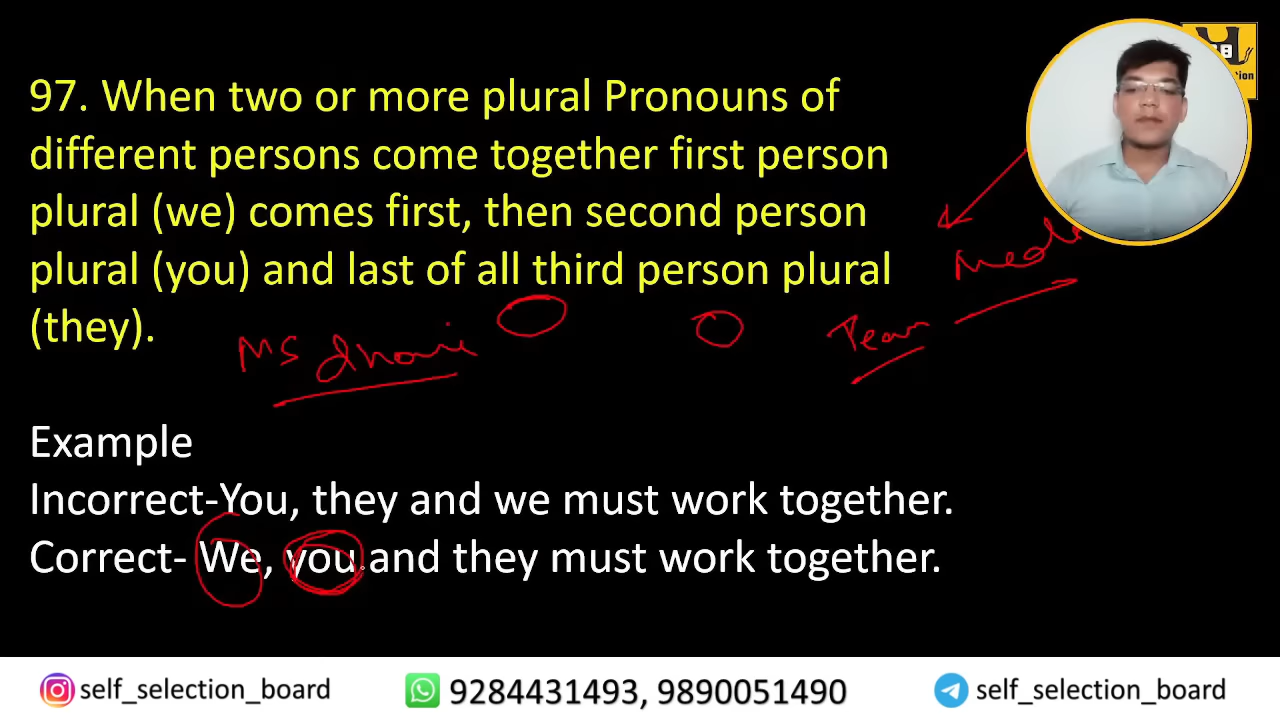 97. When two or more plural Pronouns of
different persons come together first person
plural (we) comes first, then second person
plural (you) and last of all third person plural
(they).
MS dhoni
Team
Example
Incorrect-You, they and we must work together.
Correct- We, you and they must work together.
self_selection_board
9284431493, 9890051490
self_selection_board